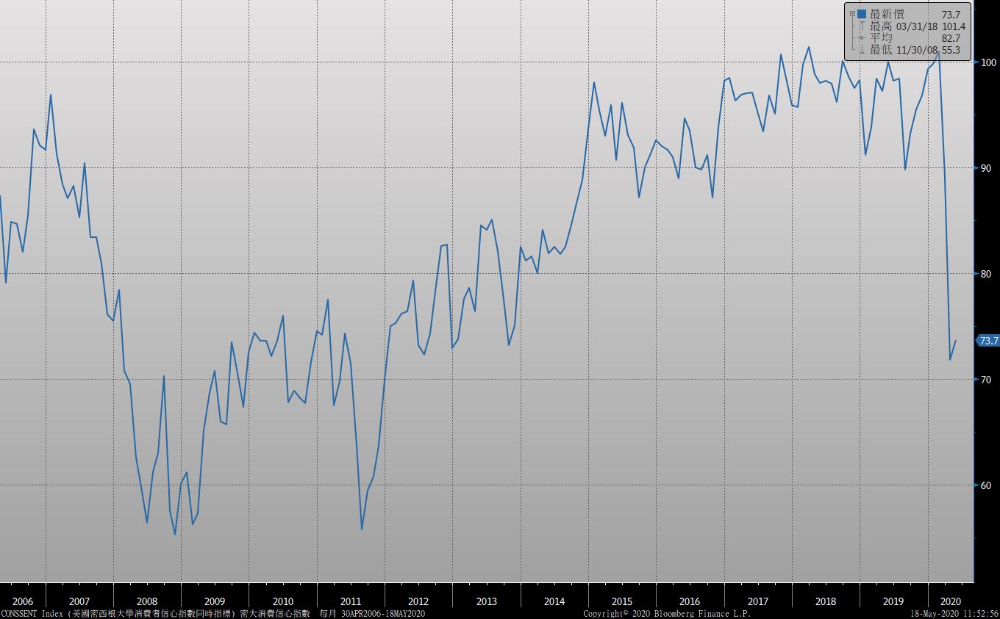 最新價 73.7
最高 03/31/18 101.4
平均 82.7
最低 11/30/08 55.3
100
90
80
73.7
70
60
2006 2007 2008 2009 2010 2011 2012 2013 2014 2015 2016 2017 2018 2019 2020
CONSSENT Index (美國密西根大學消費者信心指數同時指標) 密大消費信心指數 每月 30APR2006-18MAY2020 Copyright© 2020 Bloomberg Finance L.P. 18-May-2020 11:52:56